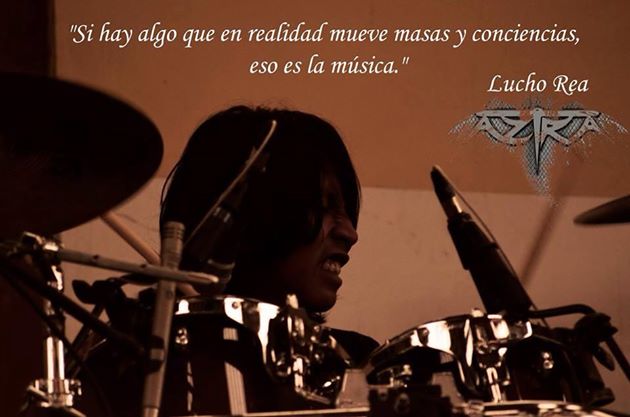 "Si hay algo que en realidad mueve masas y conciencias,
eso es la música."
Lucho Rea